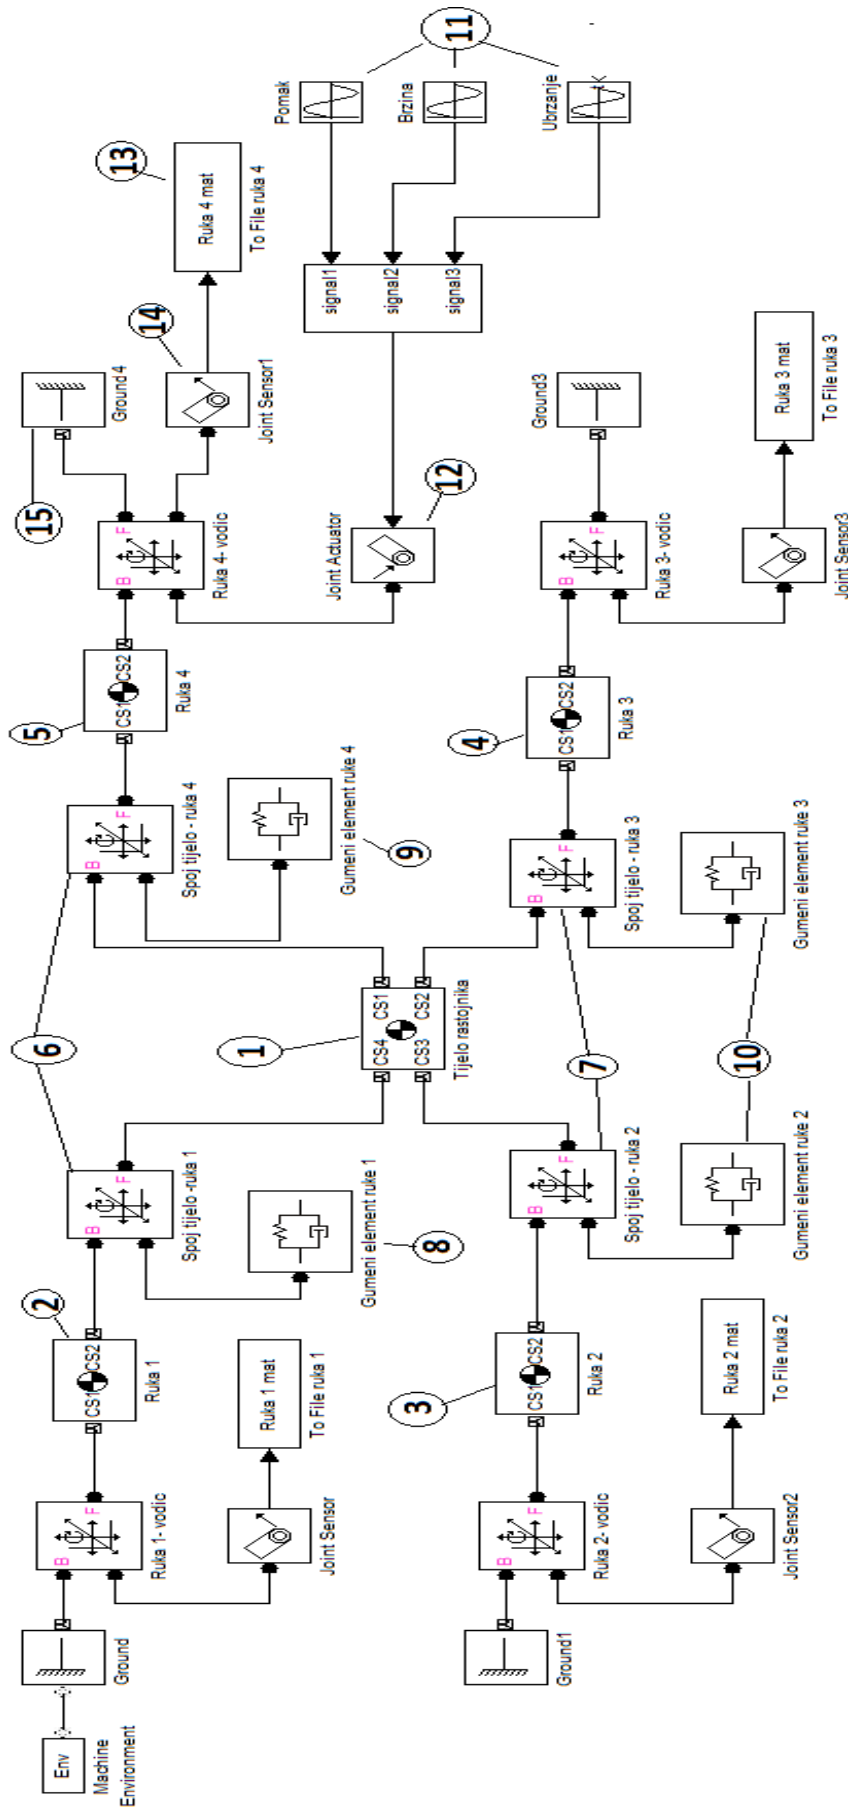 Env
Machine
Environment
Ground
B
F
Ruka 1- vodic
Joint Sensor
Ruka 1 mat
To File ruka 1
2
CS1
CS2
Ruka 1
B
F
Spoj tijelo -ruka 1
Gumeni element ruke 1
8
6
1
CS4
CS1
CS3
CS2
Tijelo rastojnika
B
F
Spoj tijelo - ruka 4
Gumeni element ruke 4
9
5
CS1
CS2
Ruka 4
B
F
Ruka 4- vodic
15
Ground4
14
Joint Sensor1
13
Ruka 4 mat
To File ruka 4
Joint Actuator
12
signal1
signal2
signal3
Pomak
Brzina
Ubrzanje
t
11
Ground1
B
F
Ruka 2- vodic
Joint Sensor2
Ruka 2 mat
To File ruka 2
3
CS1
CS2
Ruka 2
B
F
Spoj tijelo - ruka 2
Gumeni element ruke 2
7
10
B
F
Spoj tijelo - ruka 3
Gumeni element ruke 3
4
CS1
CS2
Ruka 3
B
F
Ruka 3- vodic
Ground3
Joint Sensor3
Ruka 3 mat
To File ruka 3